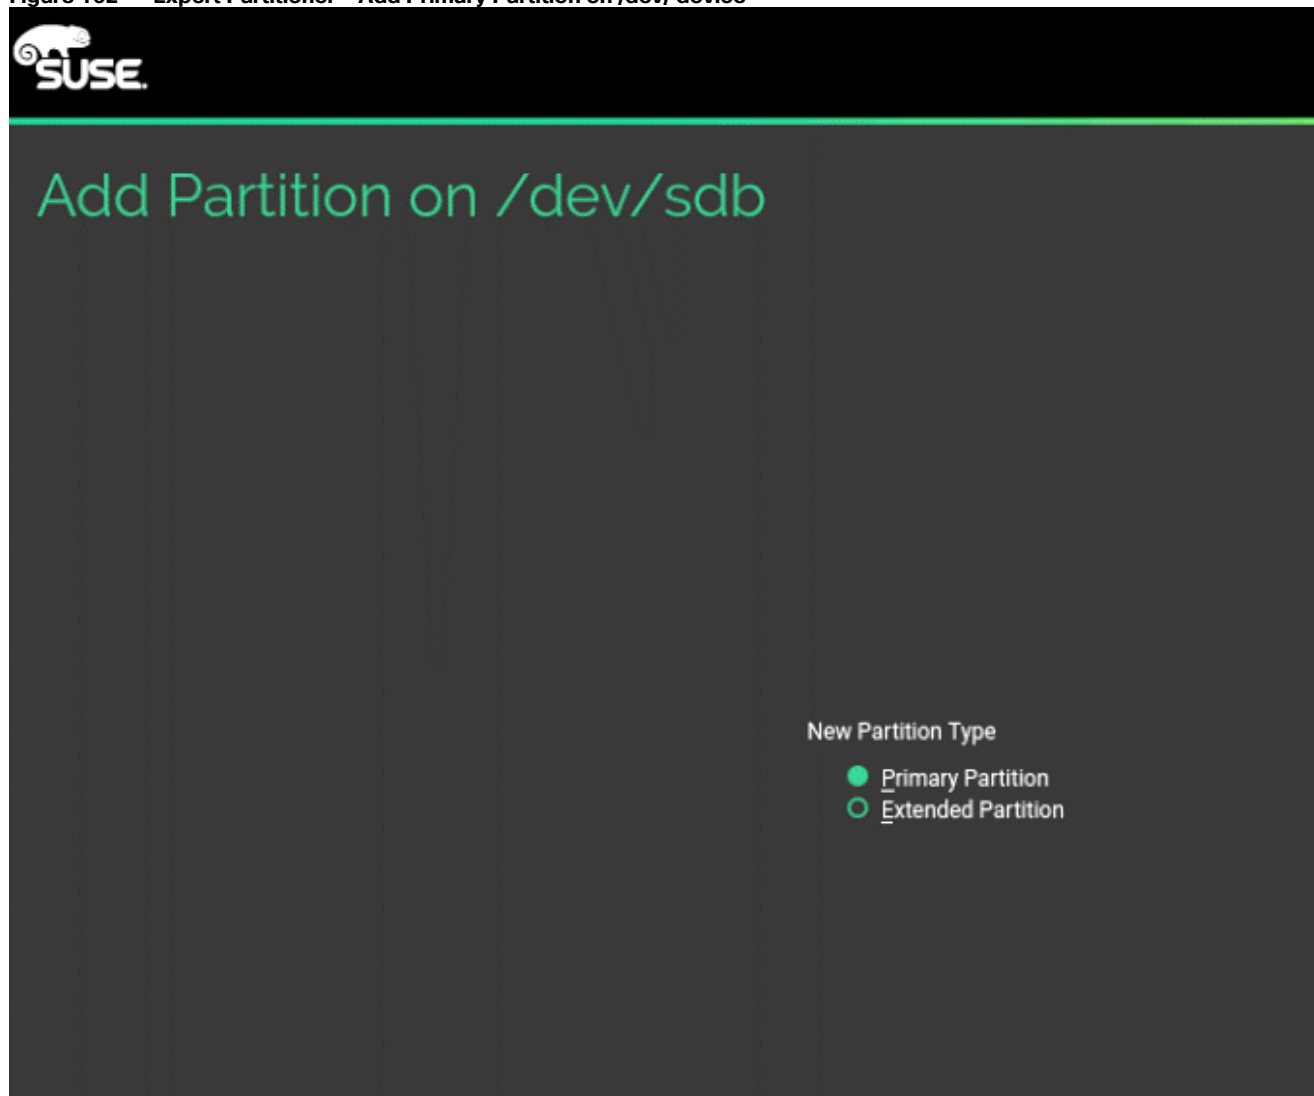 SUSE.
Add Partition on /dev/sdb
New Partition Type
Primary Partition
Extended Partition